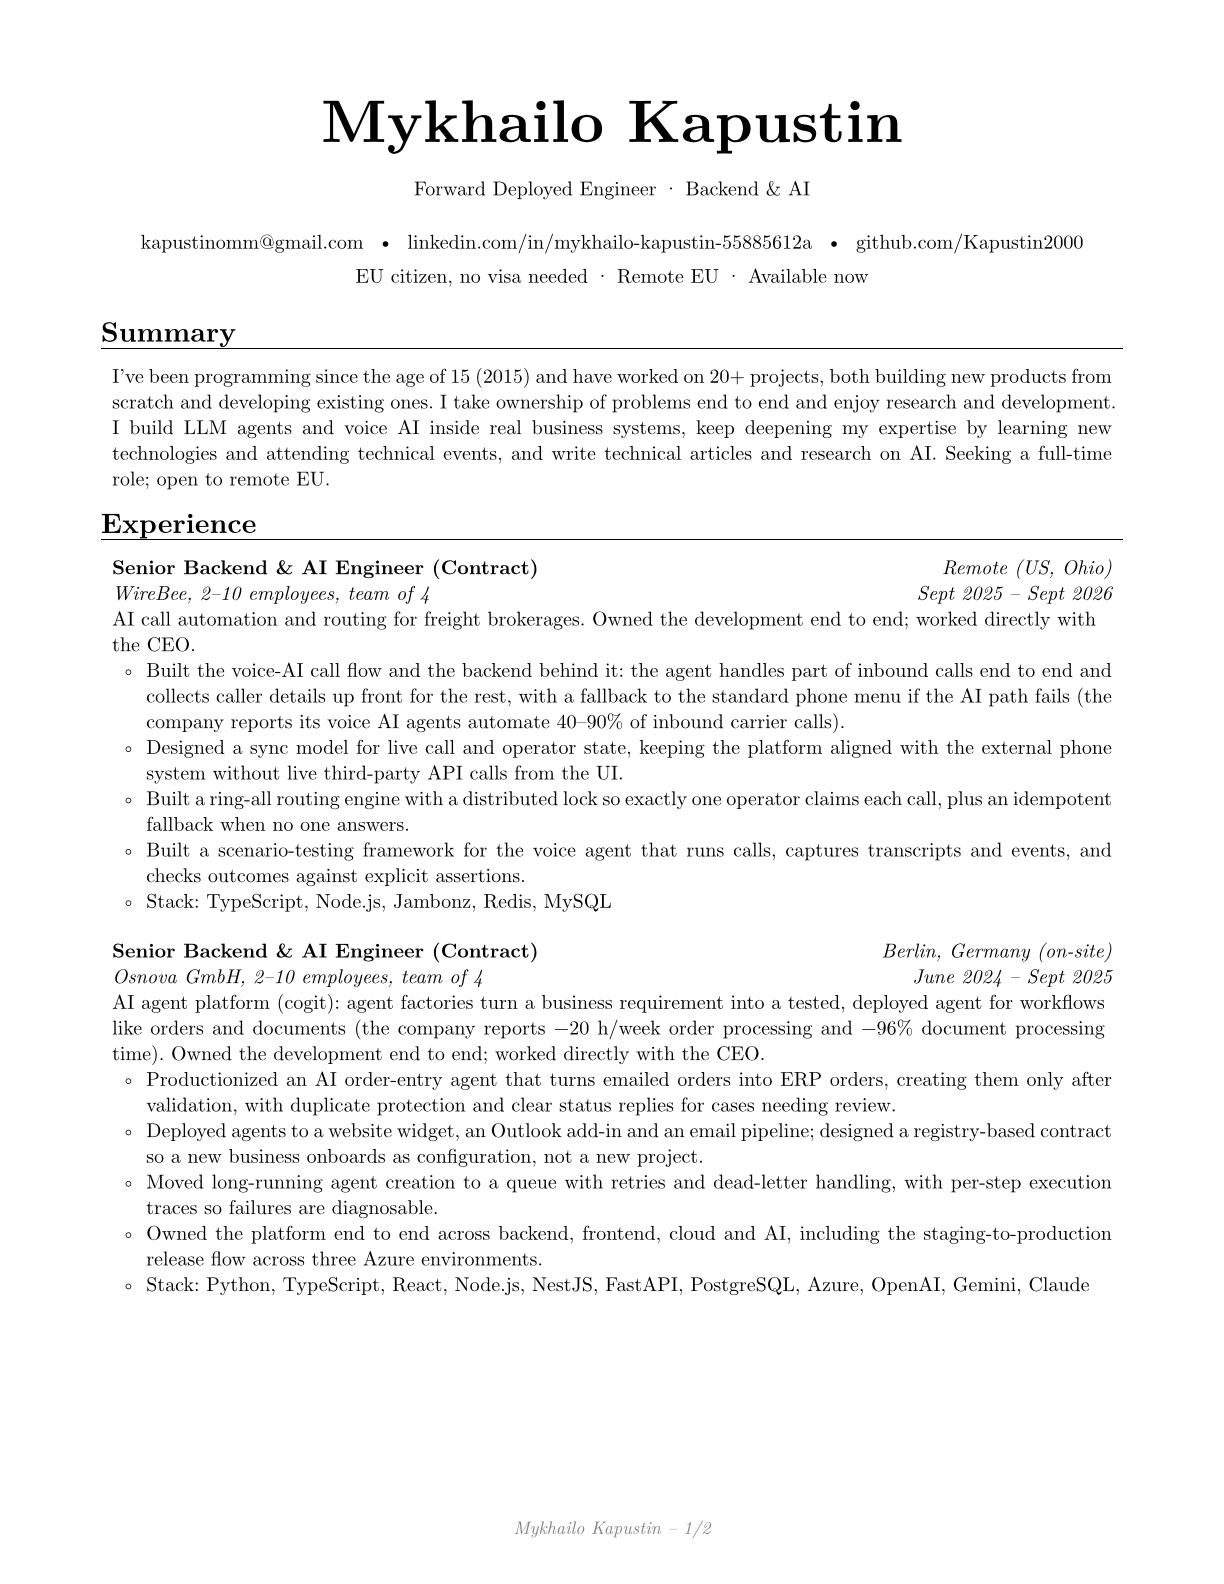 Mykhailo Kapustin
Forward Deployed Engineer · Backend & AI
kapustinomm@gmail.com • linkedin.com/in/mykhailo-kapustin-55885612a • github.com/Kapustin2000
EU citizen, no visa needed · Remote EU · Available now
Summary
I've been programming since the age of 15 (2015) and have worked on 20+ projects, both building new products from
scratch and developing existing ones. I take ownership of problems end to end and enjoy research and development.
I build LLM agents and voice AI inside real business systems, keep deepening my expertise by learning new
technologies and attending technical events, and write technical articles and research on AI. Seeking a full-time
role; open to remote EU.
Experience
Senior Backend & AI Engineer (Contract) Remote (US, Ohio)
WireBee, 2–10 employees, team of 4 Sept 2025 – Sept 2026
AI call automation and routing for freight brokerages. Owned the development end to end; worked directly with
the CEO.
◦ Built the voice-AI call flow and the backend behind it: the agent handles part of inbound calls end to end and
collects caller details up front for the rest, with a fallback to the standard phone menu if the AI path fails (the
company reports its voice AI agents automate 40–90% of inbound carrier calls).
◦ Designed a sync model for live call and operator state, keeping the platform aligned with the external phone
system without live third-party API calls from the UI.
◦ Built a ring-all routing engine with a distributed lock so exactly one operator claims each call, plus an idempotent
fallback when no one answers.
◦ Built a scenario-testing framework for the voice agent that runs calls, captures transcripts and events, and
checks outcomes against explicit assertions.
◦ Stack: TypeScript, Node.js, Jambonz, Redis, MySQL
Senior Backend & AI Engineer (Contract) Berlin, Germany (on-site)
Osnova GmbH, 2–10 employees, team of 4 June 2024 – Sept 2025
AI agent platform (cogit): agent factories turn a business requirement into a tested, deployed agent for workflows
like orders and documents (the company reports −20 h/week order processing and −96% document processing
time). Owned the development end to end; worked directly with the CEO.
◦ Productionized an AI order-entry agent that turns emailed orders into ERP orders, creating them only after
validation, with duplicate protection and clear status replies for cases needing review.
◦ Deployed agents to a website widget, an Outlook add-in and an email pipeline; designed a registry-based contract
so a new business onboards as configuration, not a new project.
◦ Moved long-running agent creation to a queue with retries and dead-letter handling, with per-step execution
traces so failures are diagnosable.
◦ Owned the platform end to end across backend, frontend, cloud and AI, including the staging-to-production
release flow across three Azure environments.
◦ Stack: Python, TypeScript, React, Node.js, NestJS, FastAPI, PostgreSQL, Azure, OpenAI, Gemini, Claude
Mykhailo Kapustin – 1/2